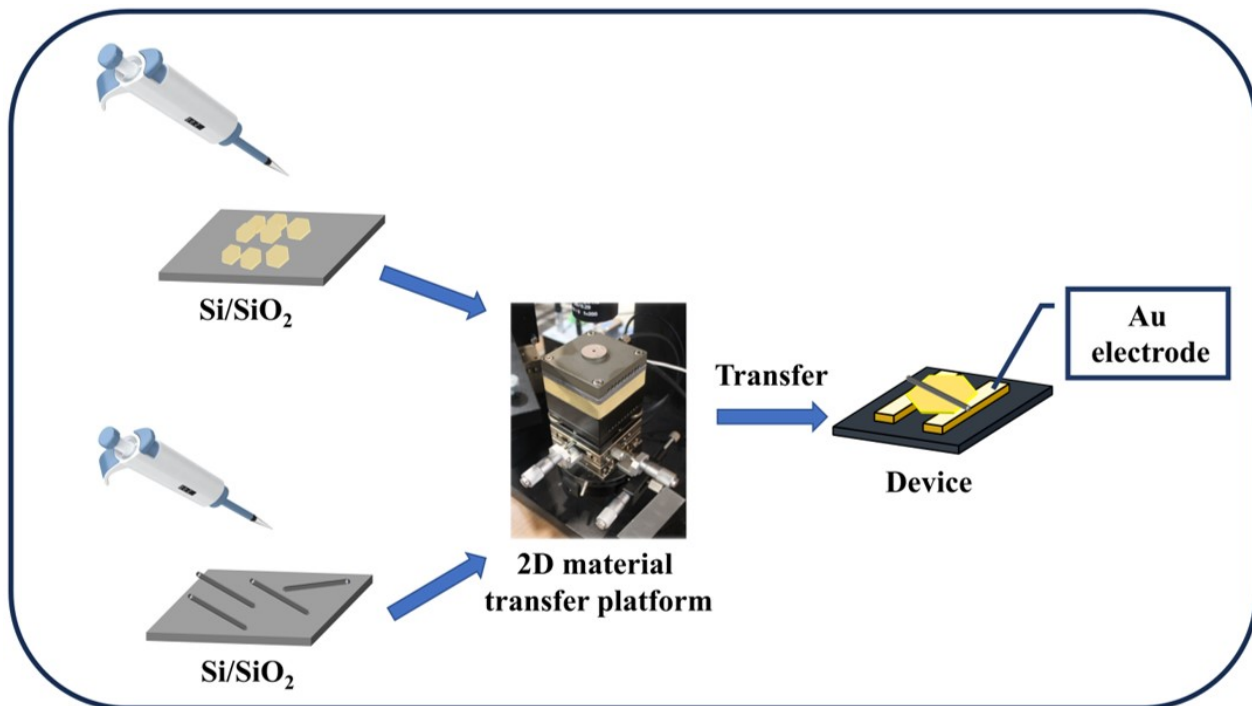 Si/SiO₂
Transfer
Au
electrode
Device
2D material
transfer platform
Si/SiO₂